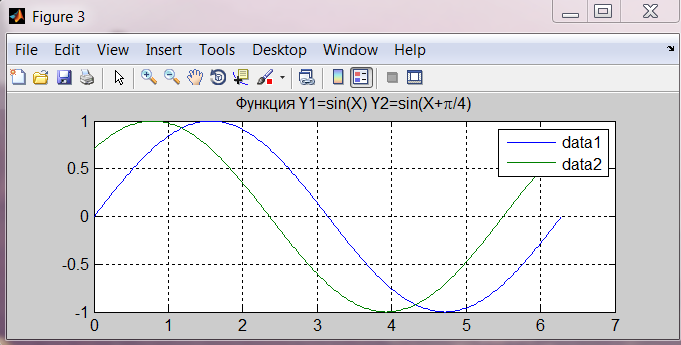 Figure 3
File Edit View Insert Tools Desktop Window Help
Функция Y1=sin(X) Y2=sin(X+π/4)
1
0.5
0
-0.5
-1
0 1 2 3 4 5 6 7
data1
data2